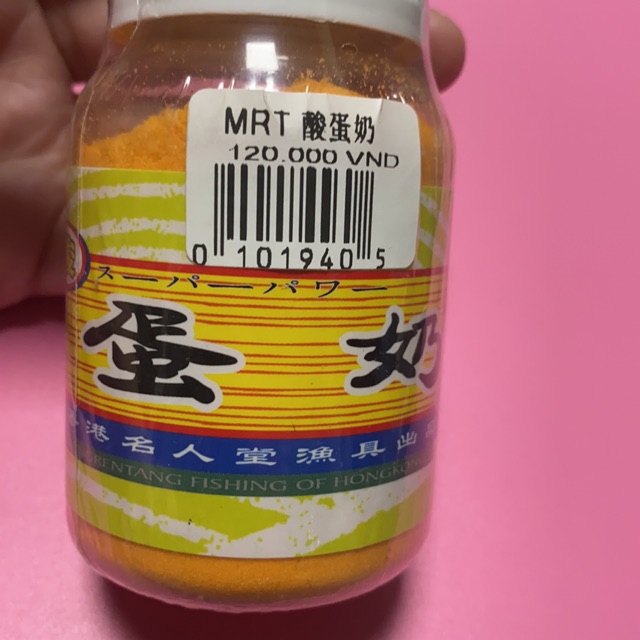 MRT 酸蛋奶
120.000 VND
0 101940 5
スーパーパワー
蛋 奶
港名人堂漁具出
RENTANG FISHING OF HONGKON